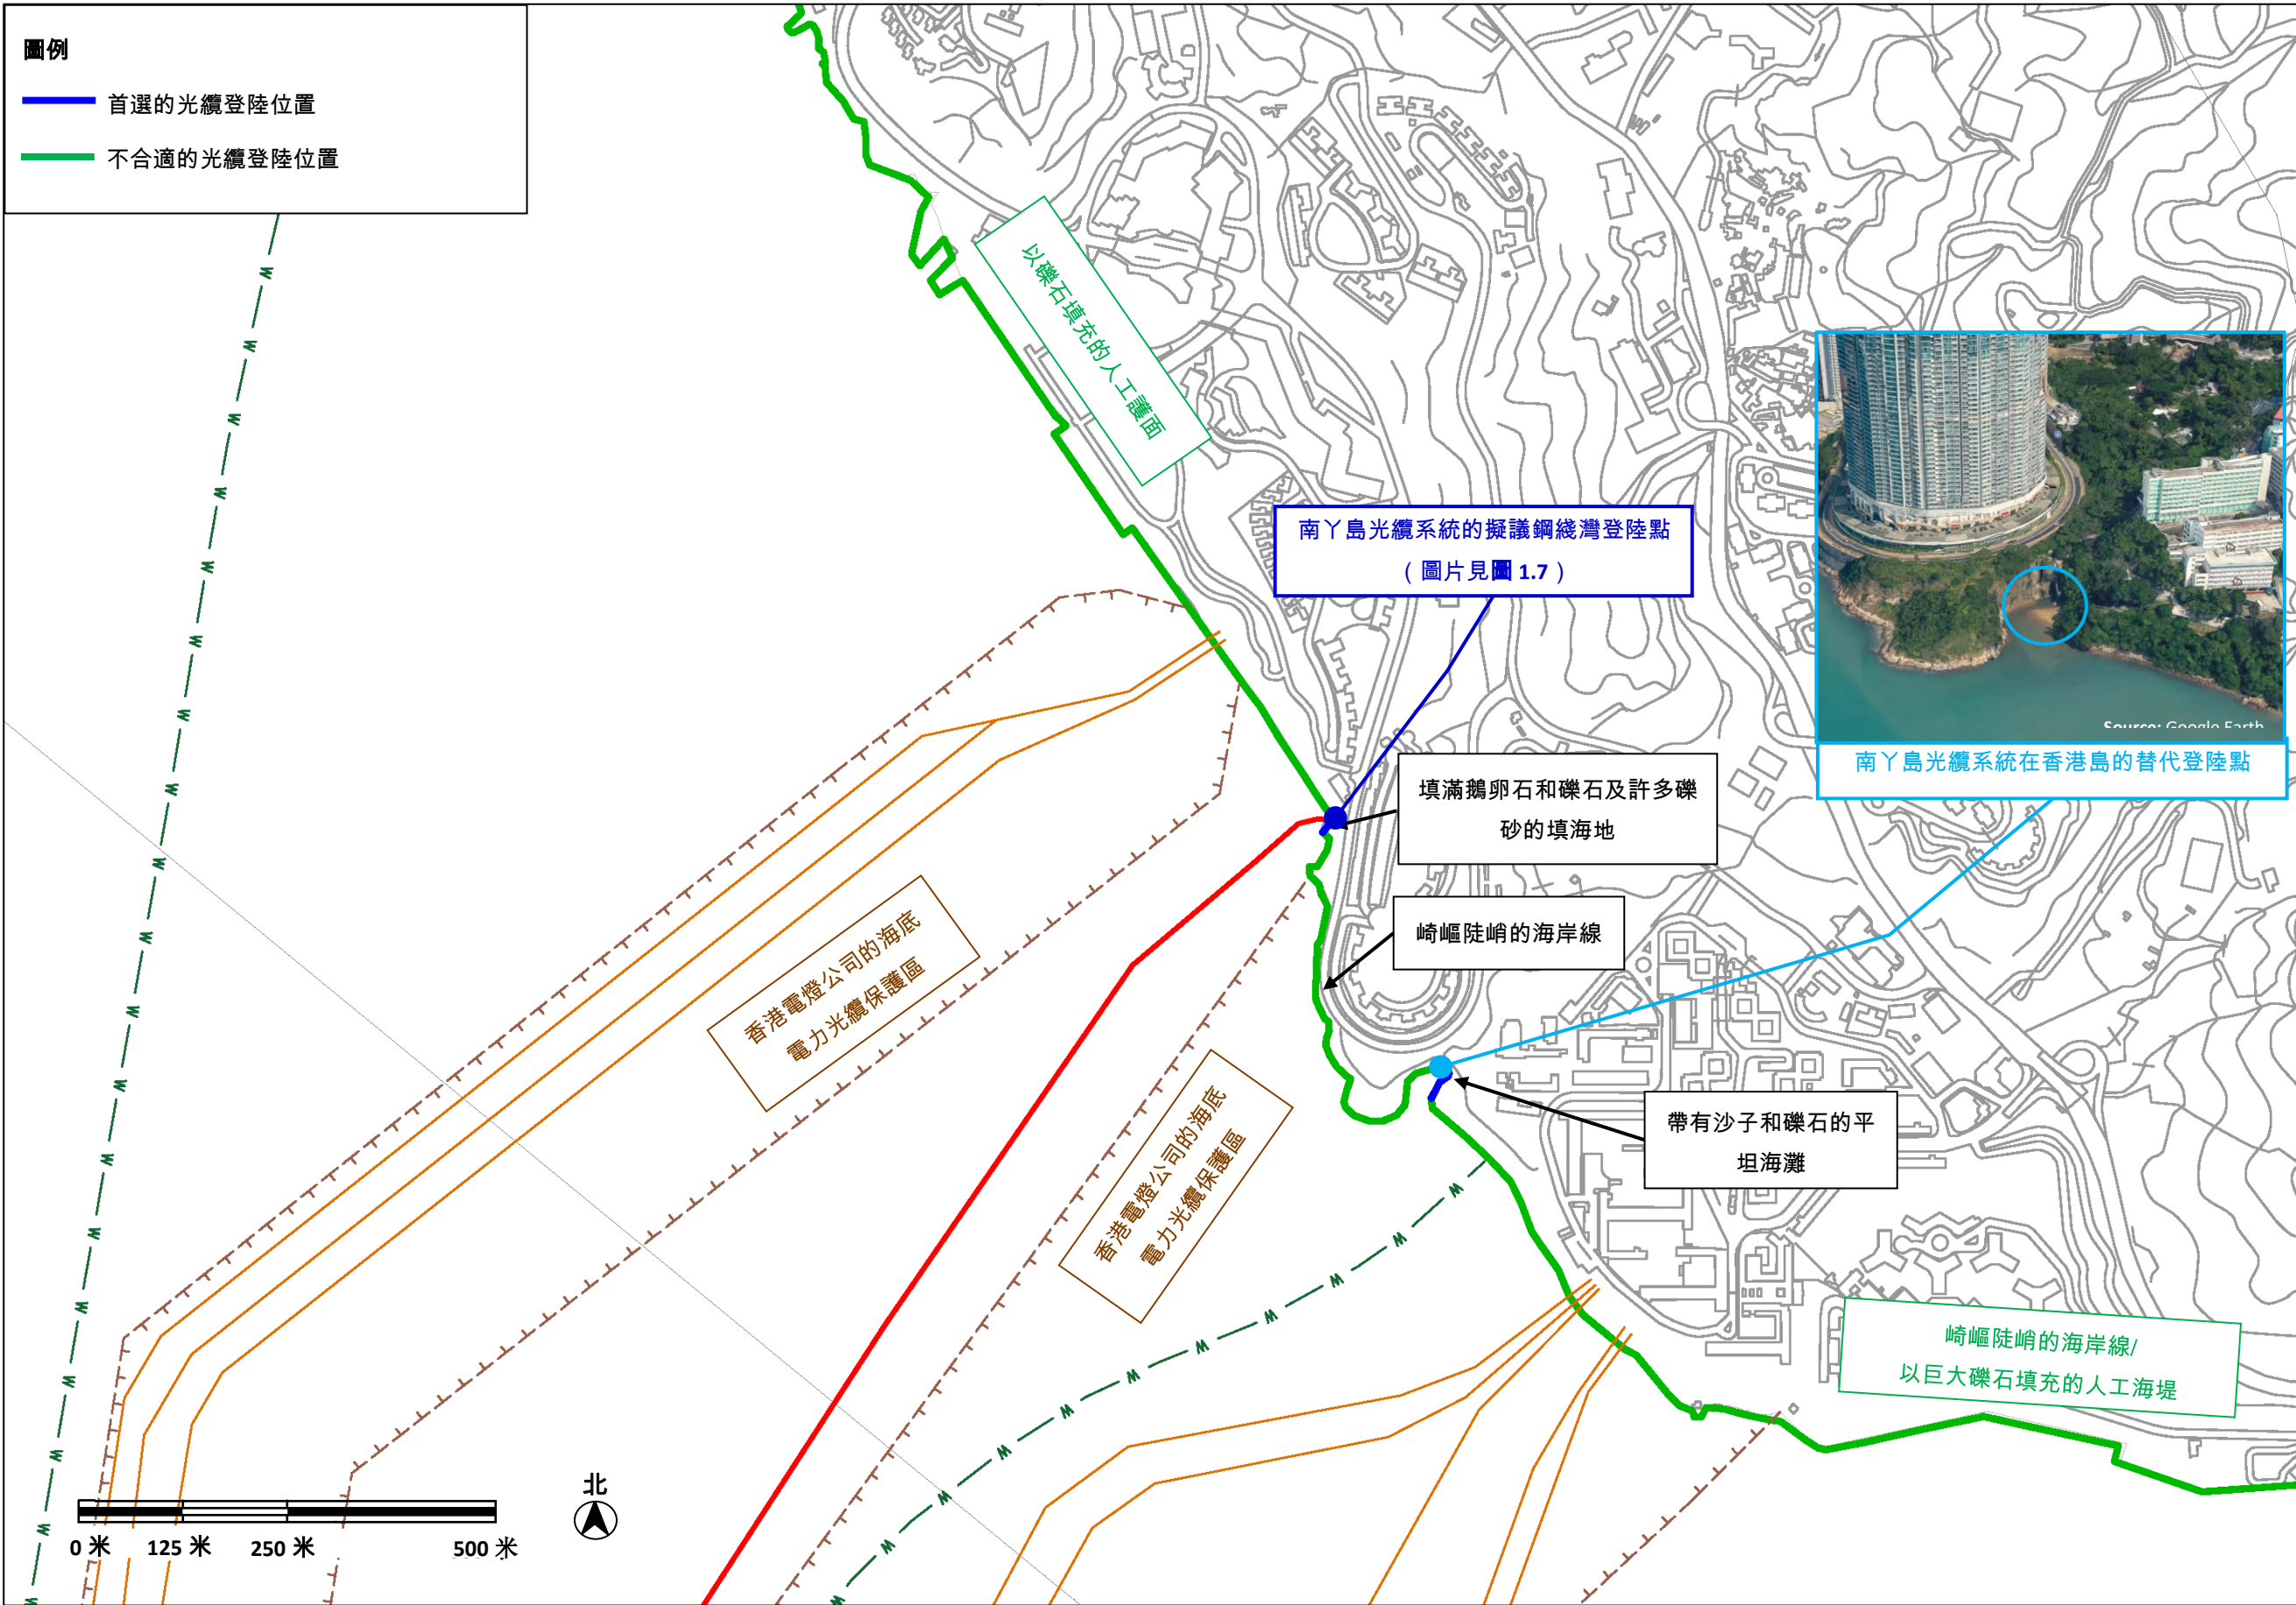 圖例
首選的光纜登陸位置
不合適的光纜登陸位置
以礫石填充的人工護面
南丫島光纜系統的擬議鋼綫灣登陸點
（圖片見圖 1.7）
Source: Google Earth
南丫島光纜系統在香港島的替代登陸點
填滿鵝卵石和礫石及許多礫
砂的填海地
崎嶇陡峭的海岸線
香港電燈公司的海底
電力光纜保護區
香港電燈公司的海底
電力光纜保護區
帶有沙子和礫石的平
坦海灘
崎嶇陡峭的海岸線/
以巨大礫石填充的人工海堤
北
0 米 125 米 250 米 500 米